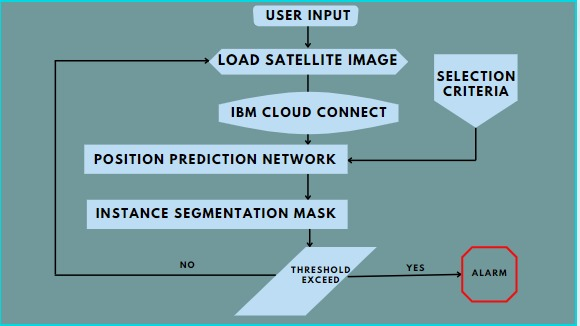 USER INPUT
LOAD SATELLITE IMAGE
SELECTION
CRITERIA
IBM CLOUD CONNECT
POSITION PREDICTION NETWORK
INSTANCE SEGMENTATION MASK
NO
THRESHOLD
EXCEED
YES
ALARM